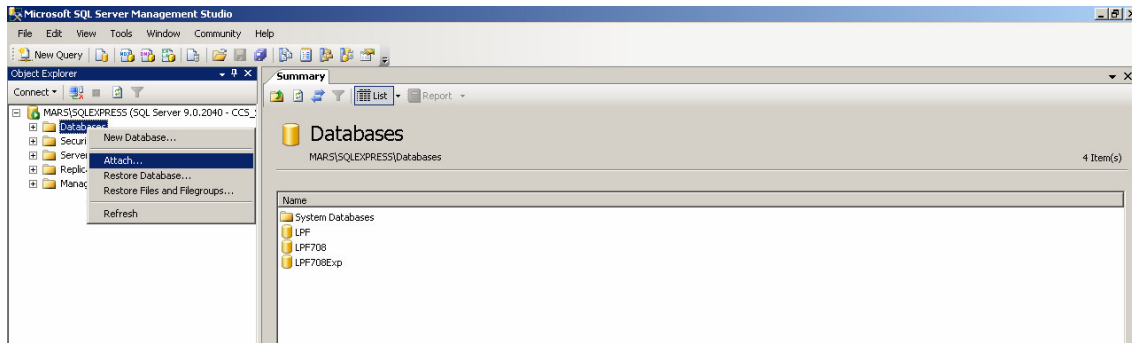 Microsoft SQL Server Management Studio
File Edit View Tools Window Community Help
New Query
Object Explorer
Summary
Connect
List
Report
MARS\SQLEXPRESS (SQL Server 9.0.2040 - CCS_
Databases
Securi
Server
Replic
Manag
New Database...
Attach...
Restore Database...
Restore Files and Filegroups...
Refresh
Databases
MARS\SQLEXPRESS\Databases
4 Item(s)
Name
System Databases
LPF
LPF708
LPF708Exp